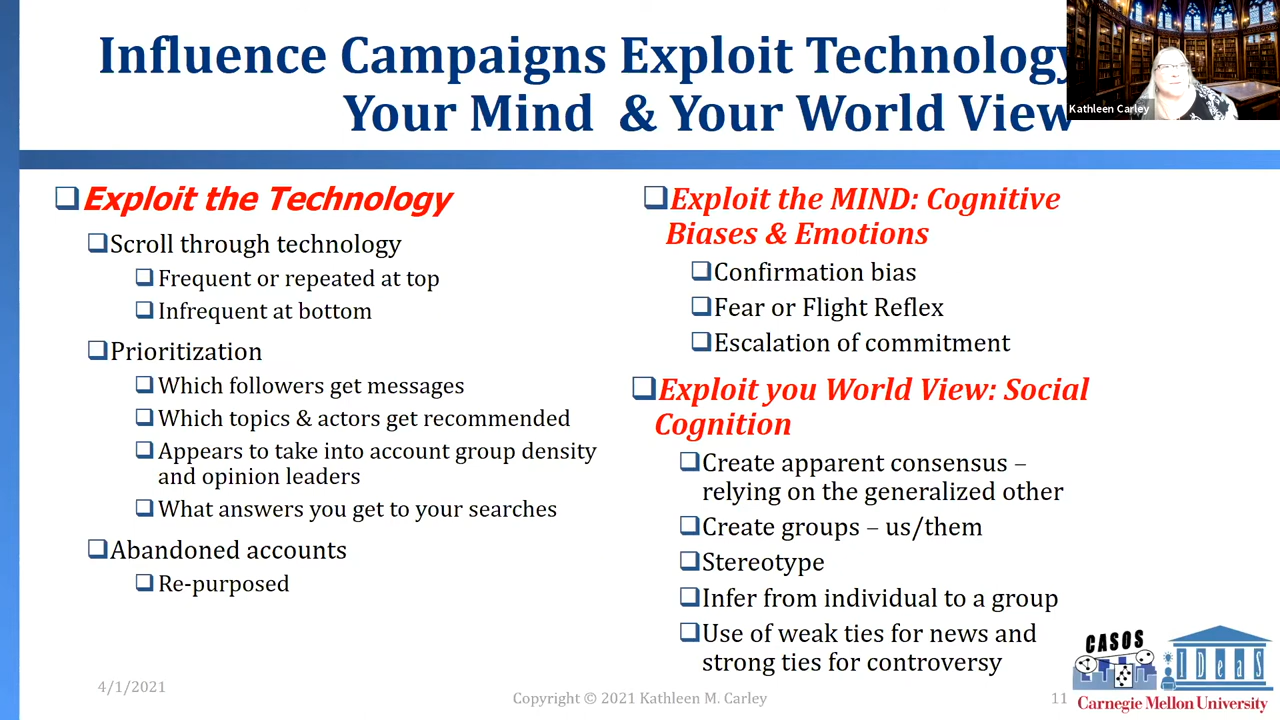 Influence Campaigns Exploit Technology
Your Mind & Your World View
Kathleen Carley
Exploit the Technology
Scroll through technology
Frequent or repeated at top
Infrequent at bottom
Prioritization
Which followers get messages
Which topics & actors get recommended
Appears to take into account group density
and opinion leaders
What answers you get to your searches
Abandoned accounts
Re-purposed
Exploit the MIND: Cognitive
Biases & Emotions
Confirmation bias
Fear or Flight Reflex
Escalation of commitment
Exploit you World View: Social
Cognition
Create apparent consensus –
relying on the generalized other
Create groups – us/them
Stereotype
Infer from individual to a group
Use of weak ties for news and
strong ties for controversy
4/1/2021
Copyright © 2021 Kathleen M. Carley
11
CASOS
IDeaS
Carnegie Mellon University